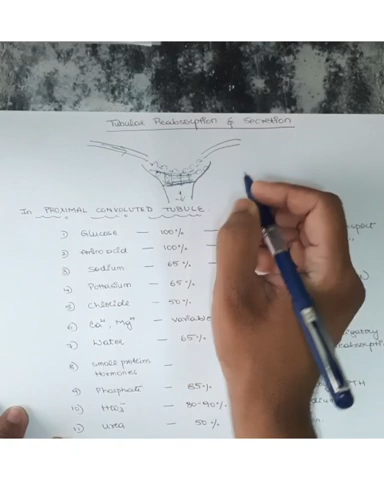 Tubular Reabsorption & Secretion
In PROXIMAL CONVOLUTED TUBULE
1) Glucose — 100%
2) amino acid — 100%
3) Sodium — 65%
4) Potassium — 65%
5) Chloride — 50%
6) Ca⁺⁺, Mg⁺⁺ — variable
7) Water — 65%
8) small proteins —
Hormones
9) Phosphate — 85%
10) HCO₃⁻ — 80-90%
11) Urea — 50%